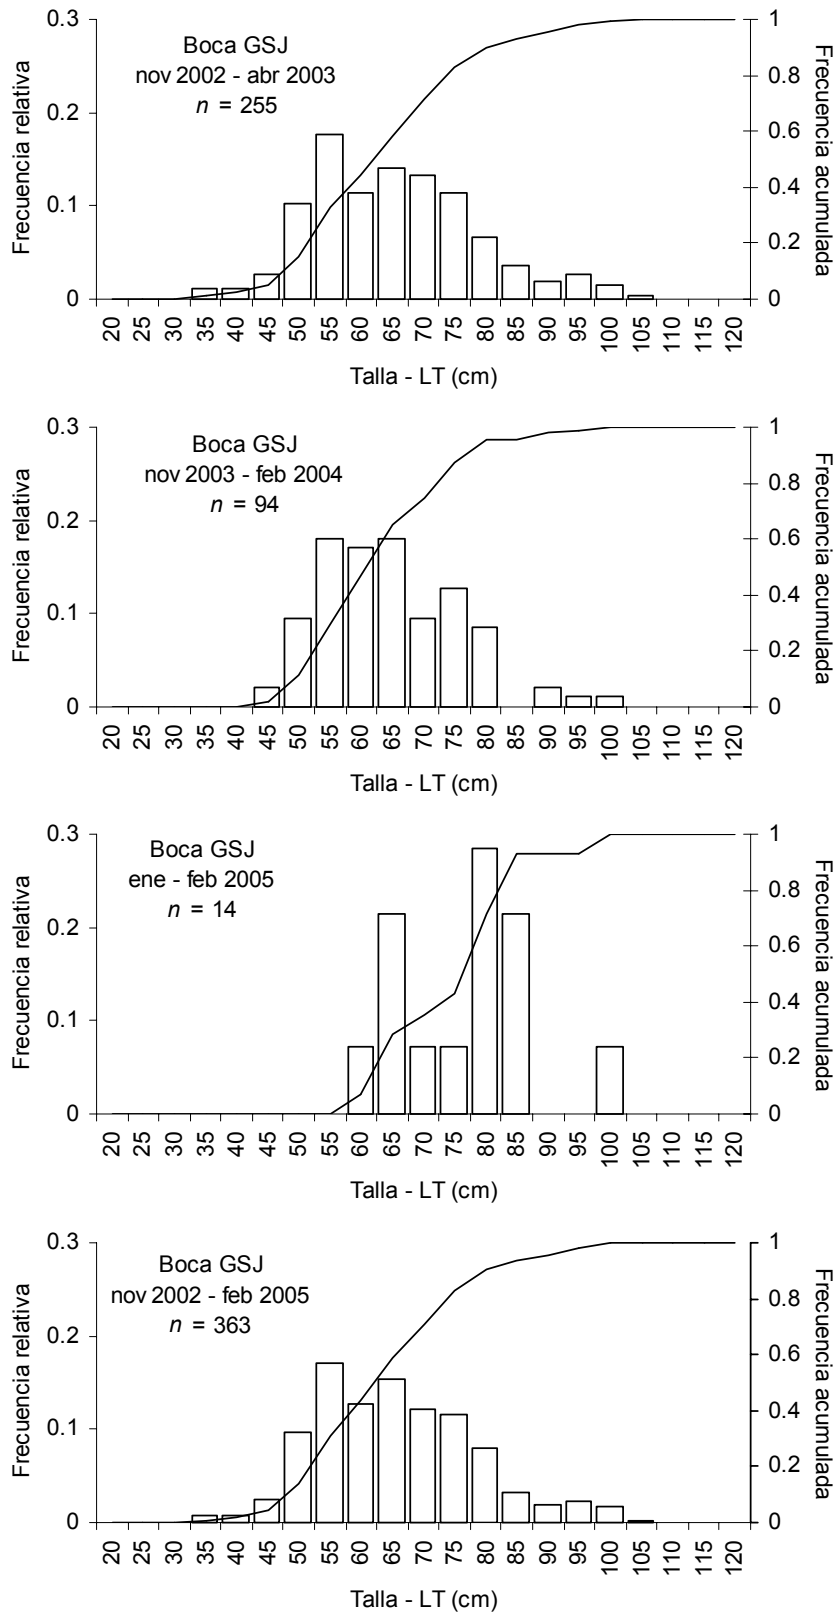 Boca GSJ
nov 2002 - abr 2003
n = 255
Frecuencia relativa
0.3
0.2
0.1
0
1
0.8
0.6
0.4
0.2
0
Frecuencia acumulada
20 25 30 35 40 45 50 55 60 65 70 75 80 85 90 95 100 105 110 115 120
Talla - LT (cm)
Boca GSJ
nov 2003 - feb 2004
n = 94
Frecuencia relativa
0.3
0.2
0.1
0
1
0.8
0.6
0.4
0.2
0
Frecuencia acumulada
20 25 30 35 40 45 50 55 60 65 70 75 80 85 90 95 100 105 110 115 120
Talla - LT (cm)
Boca GSJ
ene - feb 2005
n = 14
Frecuencia relativa
0.3
0.2
0.1
0
1
0.8
0.6
0.4
0.2
0
Frecuencia acumulada
20 25 30 35 40 45 50 55 60 65 70 75 80 85 90 95 100 105 110 115 120
Talla - LT (cm)
Boca GSJ
nov 2002 - feb 2005
n = 363
Frecuencia relativa
0.3
0.2
0.1
0
1
0.8
0.6
0.4
0.2
0
Frecuencia acumulada
20 25 30 35 40 45 50 55 60 65 70 75 80 85 90 95 100 105 110 115 120
Talla - LT (cm)